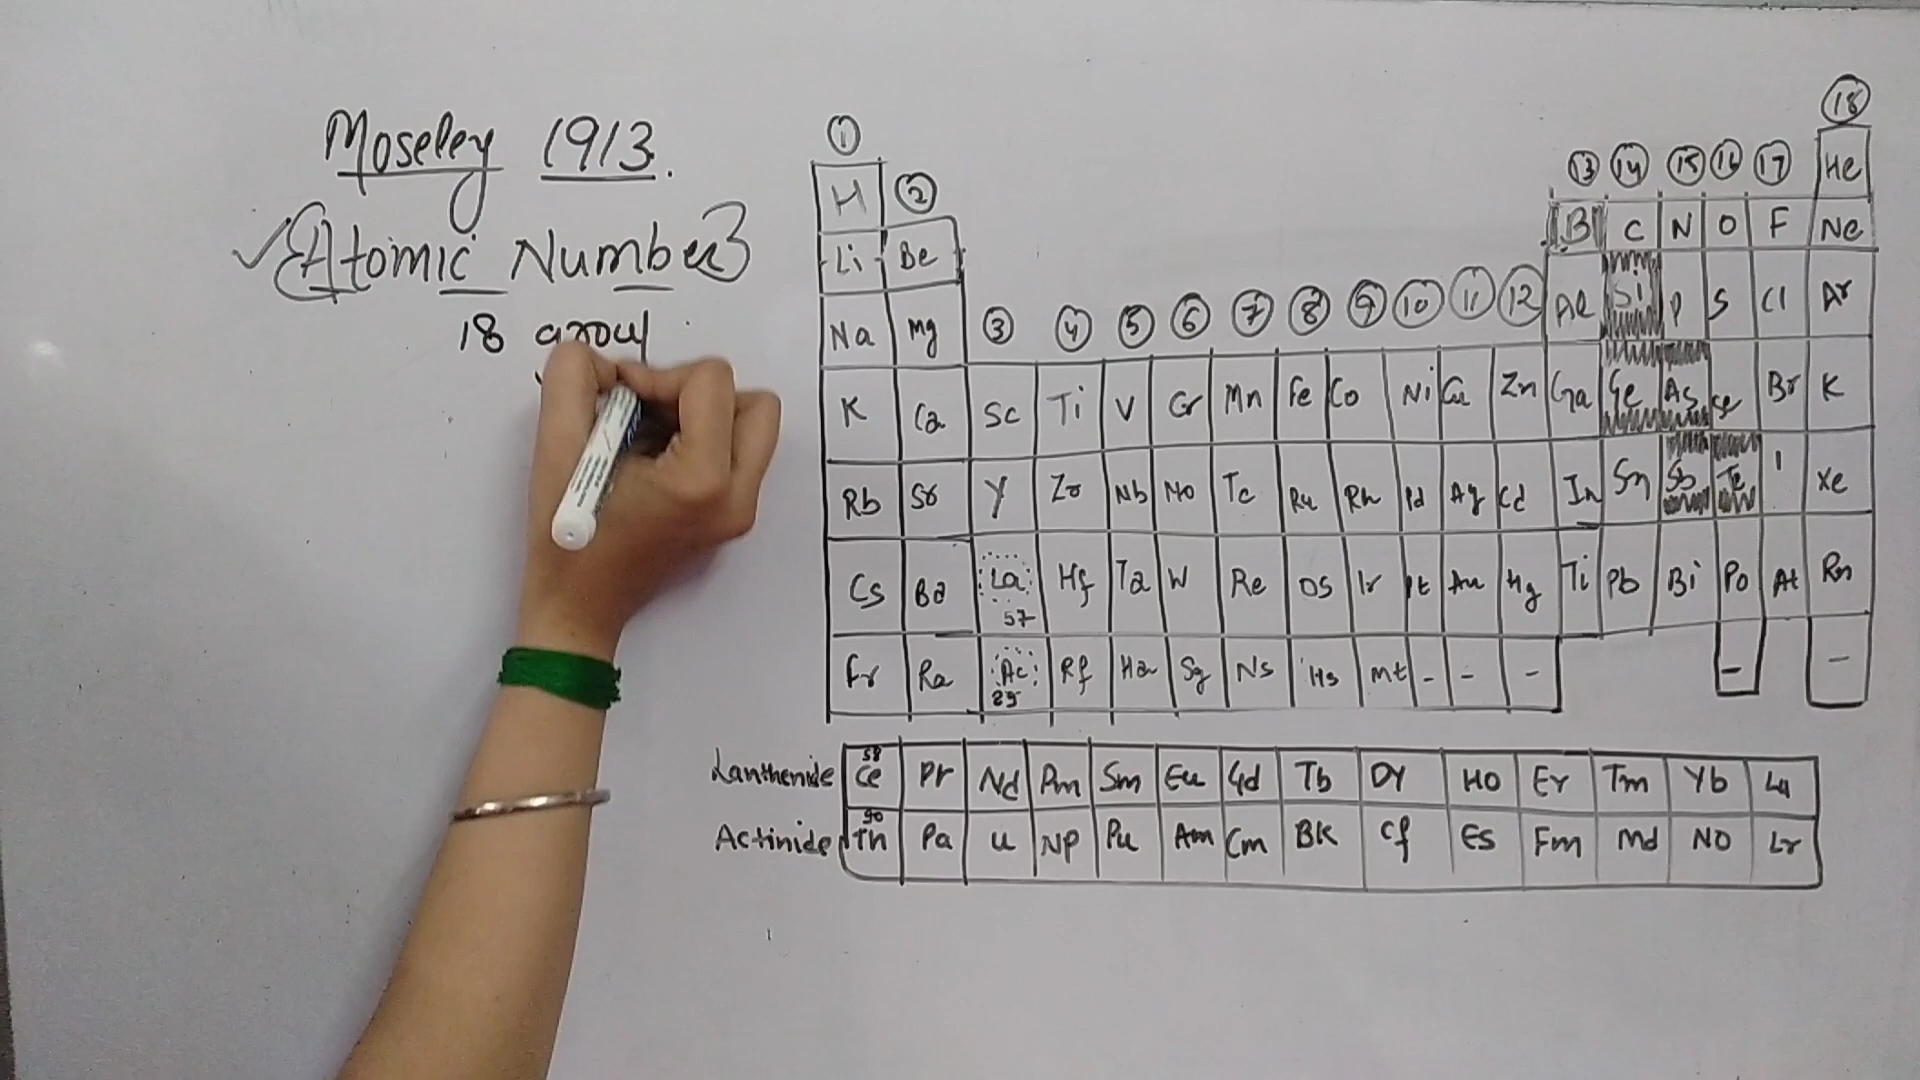 Moseley 1913.
Atomic Number
18 group
1 18
2 13 14 15 16 17
H He
Li Be B C N O F Ne
3 4 5 6 7 8 9 10 11 12
Na Mg Al Si P S Cl Ar
K Ca Sc Ti V Cr Mn Fe Co Ni Cu Zn Ga Ge As Se Br K
Rb Sr Y Zr Nb Mo Tc Ru Rh Pd Ag Cd In Sn Sb Te I Xe
Cs Ba La Hf Ta W Re Os Ir Pt Au Hg Ti Pb Bi Po At Rn
57
Fr Ra Ac Rf Ha Sg Ns Hs Mt - - - - -
89
58
Lanthenide Ce Pr Nd Pm Sm Eu Gd Tb DY HO Er Tm Yb Lu
90
Actinide Th Pa U NP Pu Am Cm BK Cf ES Fm Md NO Lr